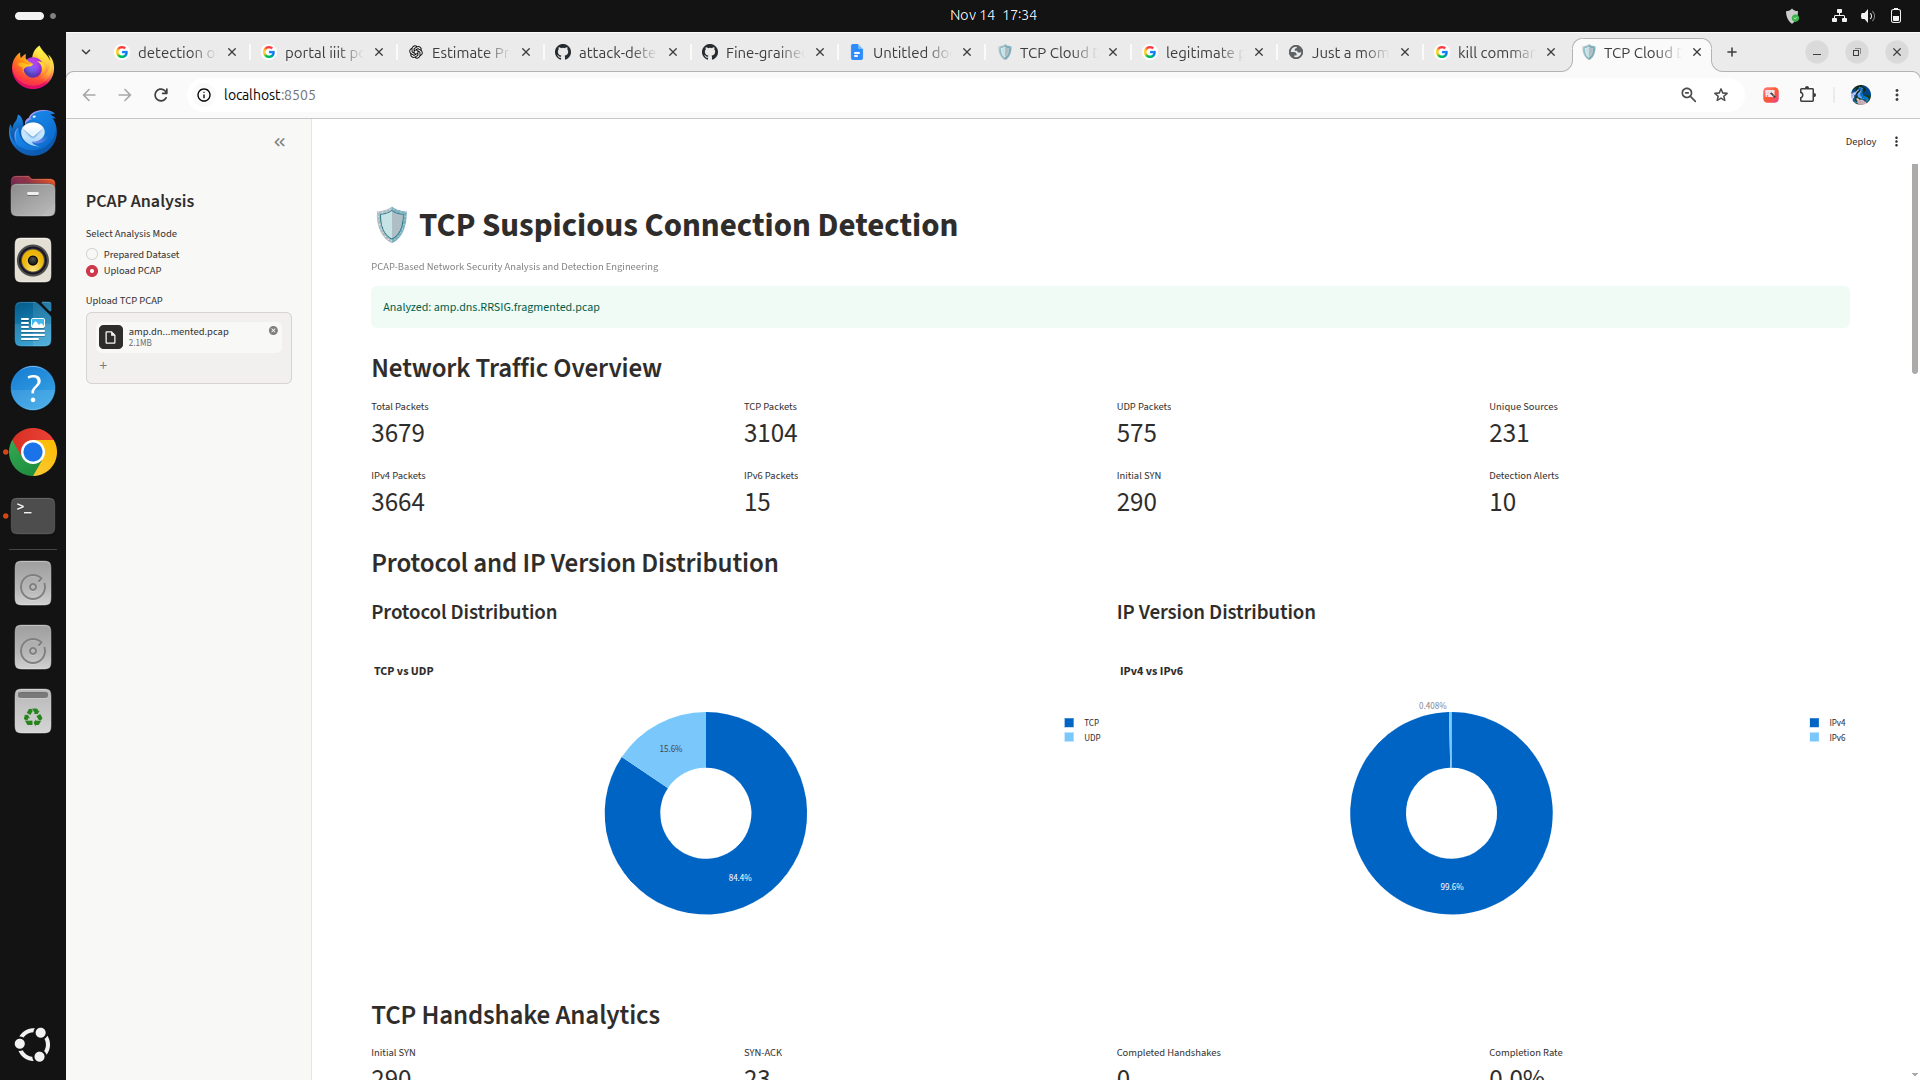 Nov 14 17:34
detection o
portal iiit p
Estimate Pr
attack-dete
Fine-graine
Untitled do
TCP Cloud
legitimate
Just a mom
kill comma
TCP Cloud
localhost:8505
Deploy
PCAP Analysis
Select Analysis Mode
Prepared Dataset
Upload PCAP
Upload TCP PCAP
amp.dn...mented.pcap
2.1MB
+
TCP Suspicious Connection Detection
PCAP-Based Network Security Analysis and Detection Engineering
Analyzed: amp.dns.RRSIG.fragmented.pcap
Network Traffic Overview
Total Packets
3679
TCP Packets
3104
UDP Packets
575
Unique Sources
231
IPv4 Packets
3664
IPv6 Packets
15
Initial SYN
290
Detection Alerts
10
Protocol and IP Version Distribution
Protocol Distribution
TCP vs UDP
15.6%
84.4%
TCP
UDP
IP Version Distribution
IPv4 vs IPv6
0.408%
99.6%
IPv4
IPv6
TCP Handshake Analytics
Initial SYN
290
SYN-ACK
23
Completed Handshakes
0
Completion Rate
0.0%